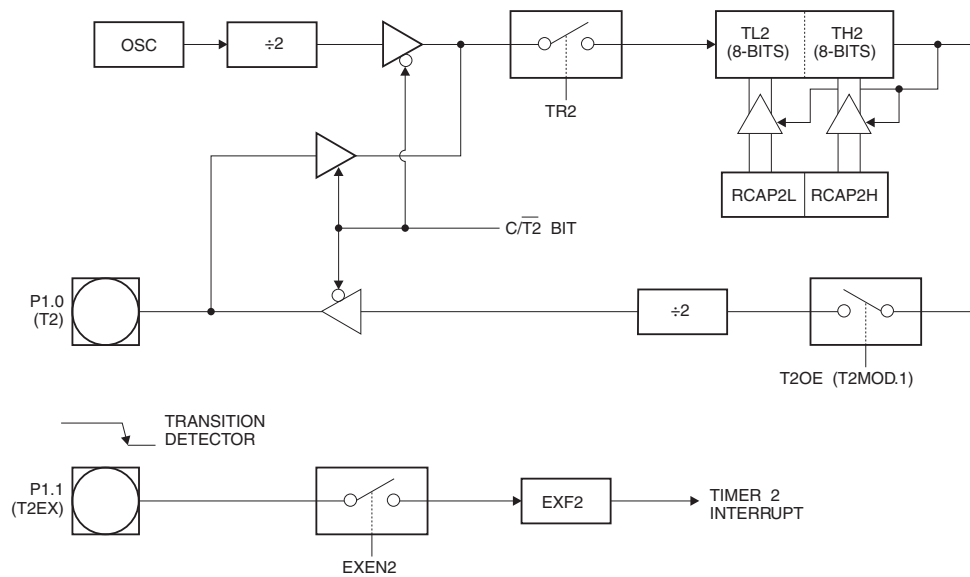 OSC
÷2
TR2
TL2
(8-BITS)
TH2
(8-BITS)
RCAP2L
RCAP2H
C/T2̅ BIT
P1.0
(T2)
÷2
T2OE (T2MOD.1)
TRANSITION
DETECTOR
P1.1
(T2EX)
EXEN2
EXF2
TIMER 2
INTERRUPT